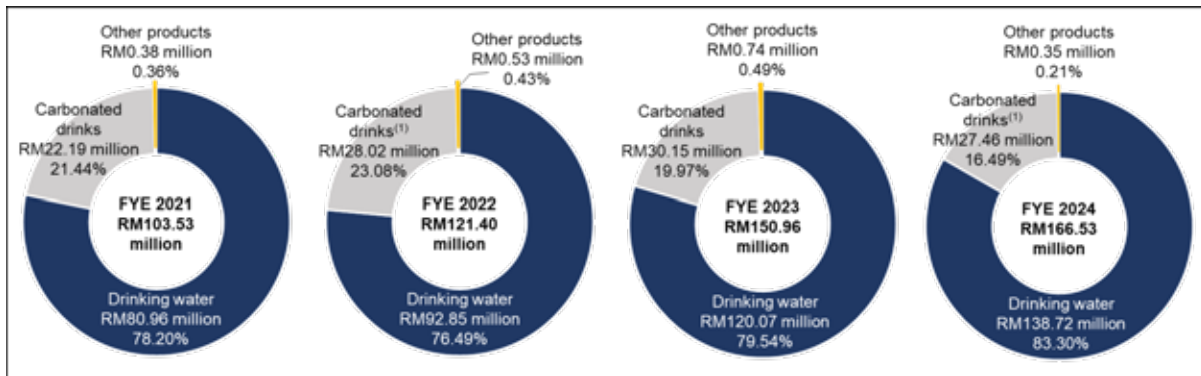 Other products
RM0.38 million
0.36%
Carbonated
drinks
RM22.19 million
21.44%
FYE 2021
RM103.53
million
Drinking water
RM80.96 million
78.20%
Other products
RM0.53 million
0.43%
Carbonated
drinks(1)
RM28.02 million
23.08%
FYE 2022
RM121.40
million
Drinking water
RM92.85 million
76.49%
Other products
RM0.74 million
0.49%
Carbonated
drinks
RM30.15 million
19.97%
FYE 2023
RM150.96
million
Drinking water
RM120.07 million
79.54%
Other products
RM0.35 million
0.21%
Carbonated
drinks(1)
RM27.46 million
16.49%
FYE 2024
RM166.53
million
Drinking water
RM138.72 million
83.30%